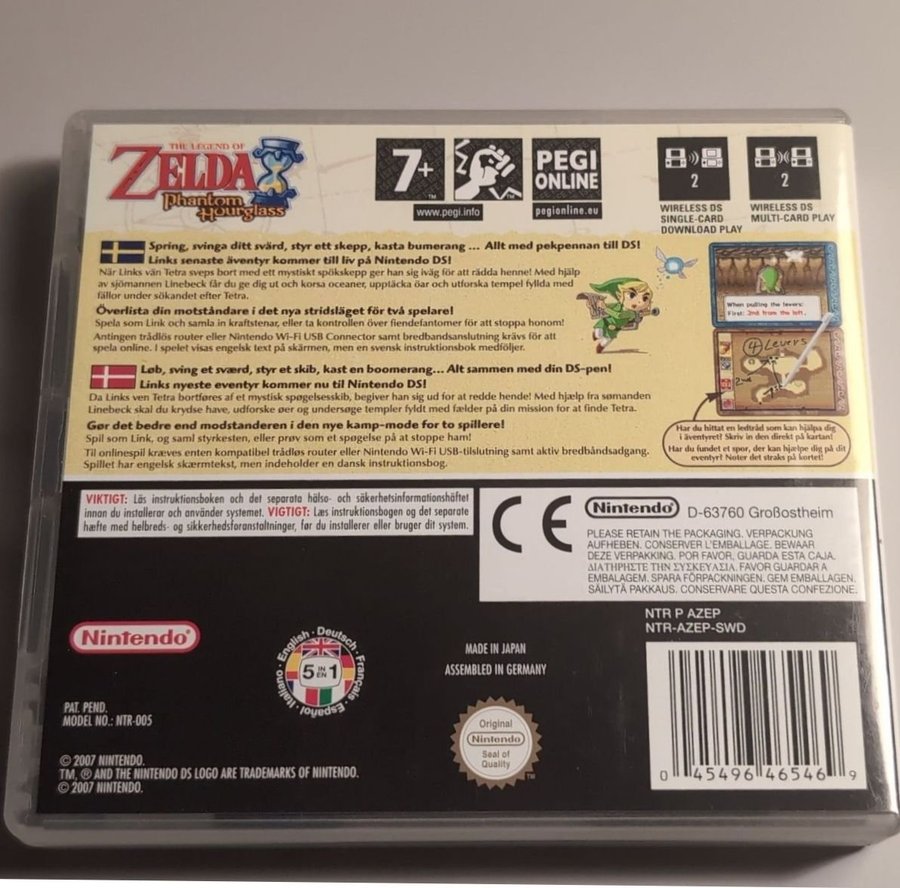 THE LEGEND OF
ZELDA
Phantom
Hourglass
7+
www.pegi.info
PEGI
ONLINE
pegionline.eu
2
WIRELESS DS
SINGLE-CARD
DOWNLOAD PLAY
2
WIRELESS DS
MULTI-CARD PLAY
Spring, svinga ditt svärd, styr ett skepp, kasta bumerang ... Allt med pekpennan till DS!
Links senaste äventyr kommer till liv på Nintendo DS!
När Links vän Tetra sveps bort med ett mystiskt spökskepp ger han sig iväg för att rädda henne! Med hjälp
av sjömannen Linebeck får du ge dig ut och korsa oceaner, upptäcka öar och utforska tempel fyllda med
fällor under sökandet efter Tetra.
Överlista din motståndare i det nya stridsläget för två spelare!
Spela som Link och samla in kraftstenar, eller ta kontrollen över fiendefantomer för att stoppa honom!
Antingen trådlös router eller Nintendo Wi-Fi USB Connector samt bredbandsanslutning krävs för att
spela online. I spelet visas engelsk text på skärmen, men en svensk instruktionsbok medföljer.
Løb, sving et sværd, styr et skib, kast en boomerang... Alt sammen med din DS-pen!
Links nyeste eventyr kommer nu til Nintendo DS!
Da Links ven Tetra bortføres af et mystisk spøgelsesskib, begiver han sig ud for at redde hende! Med hjælp fra sømanden
Linebeck skal du krydse have, udforske øer og undersøge templer fyldt med fælder på din mission for at finde Tetra.
Gør det bedre end modstanderen i den nye kamp-mode for to spillere!
Spil som Link, og saml styrkesten, eller prøv som et spøgelse på at stoppe ham!
Til onlinespil kræves enten kompatibel trådløs router eller Nintendo Wi-Fi USB-tilslutning samt aktiv bredbåndsadgang.
Spillet har engelsk skærmtekst, men indeholder en dansk instruktionsbog.
When pulling the levers:
First: 2nd from the left.
4 Levers
2nd
Har du hittat en ledtråd som kan hjälpa dig
i äventyret? Skriv in den direkt på kartan!
Har du fundet et spor, der kan hjælpe dig på dit
eventyr? Noter det straks på kortet!
VIKTIGT: Läs instruktionsboken och det separata hälso- och säkerhetsinformationshäftet
innan du installerar och använder systemet. VIGTIGT: Læs instruktionsbogen og det separate
hæfte med helbreds- og sikkerhedsforanstaltninger, før du installerer eller bruger dit system.
CE
Nintendo® D-63760 Großostheim
PLEASE RETAIN THE PACKAGING. VERPACKUNG
AUFHEBEN. CONSERVER L'EMBALLAGE. BEWAAR
DEZE VERPAKKING. POR FAVOR, GUARDA ESTA CAJA.
ΔΙΑΤΗΡΗΣΤΕ ΤΗΝ ΣΥΣΚΕΥΑΣΙΑ. FAVOR GUARDAR A
EMBALAGEM. SPARA FÖRPACKNINGEN. GEM EMBALLAGEN.
SÄILYTÄ PAKKAUS. CONSERVARE QUESTA CONFEZIONE.
NTR P AZEP
NTR-AZEP-SWD
Nintendo®
English · Deutsch · Français · Español · Italiano
5 IN EN 1
MADE IN JAPAN
ASSEMBLED IN GERMANY
PAT. PEND.
MODEL NO.: NTR-005
Original
Nintendo
Seal of
Quality
TM
© 2007 NINTENDO.
TM, ® AND THE NINTENDO DS LOGO ARE TRADEMARKS OF NINTENDO.
© 2007 NINTENDO.
0 45496 46546 9